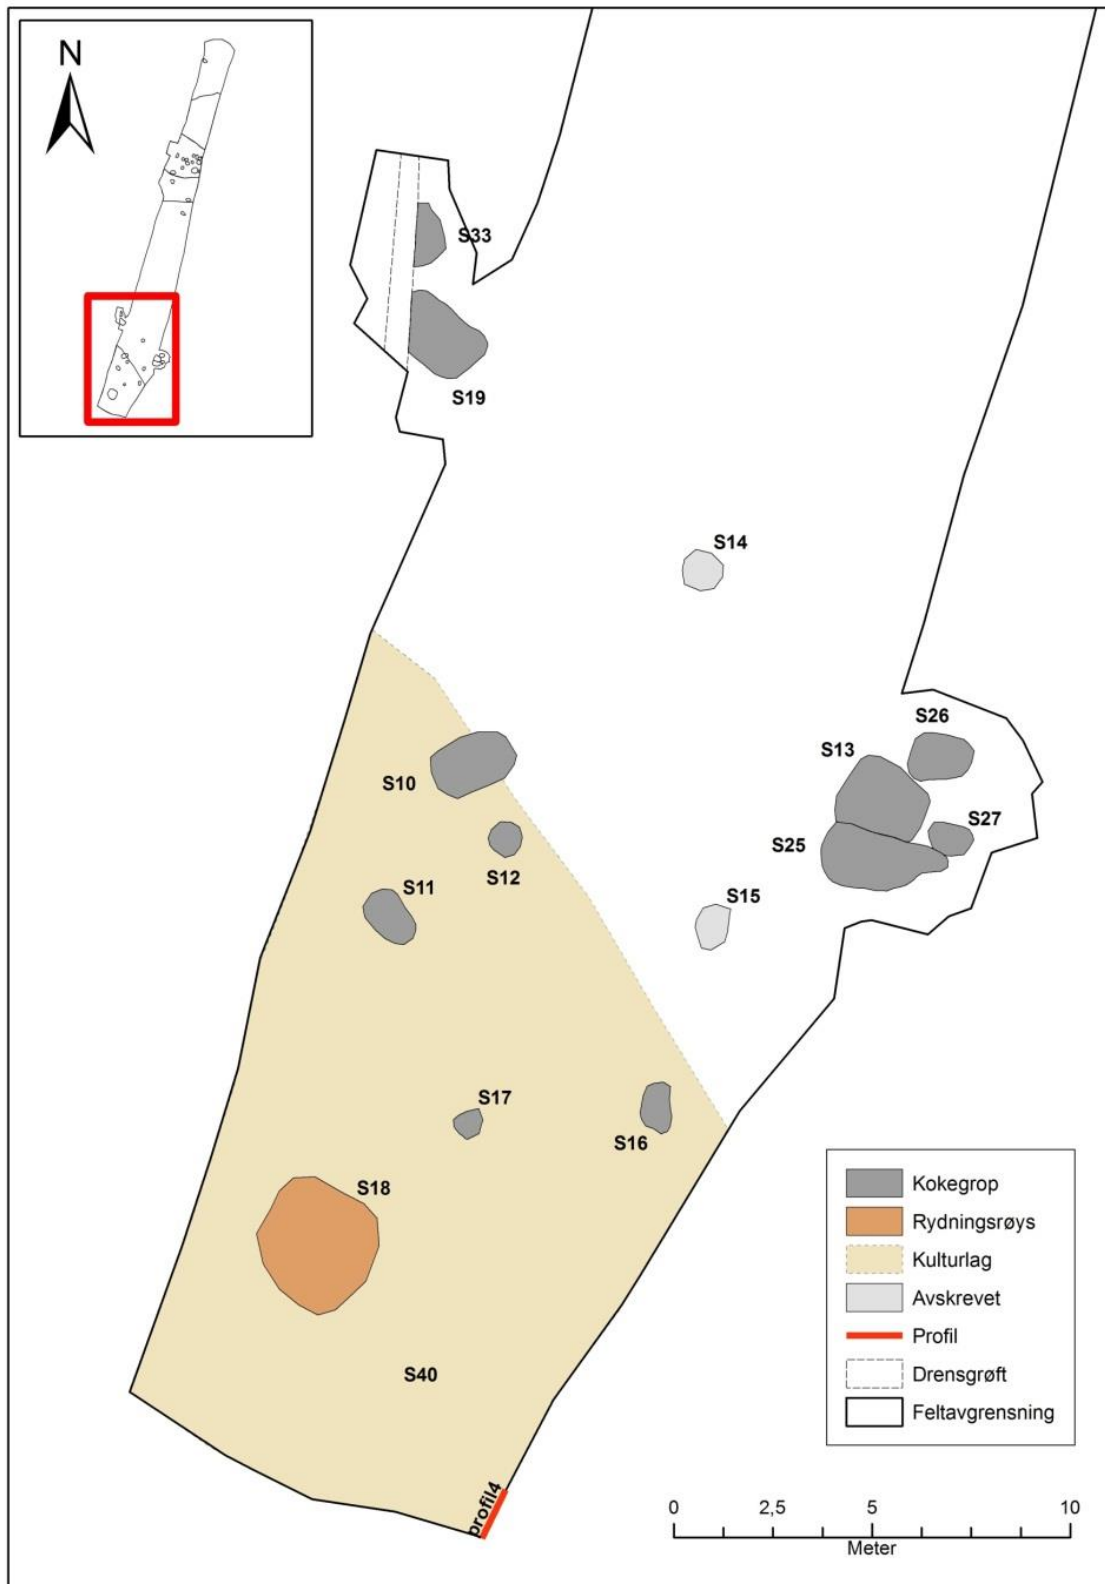 N
S33
S19
S14
S26
S13
S10
S27
S25
S12
S11
S15
S17
S16
S18
S40
profil4
Kokegrop
Rydningsrøys
Kulturlag
Avskrevet
Profil
Drensgrøft
Feltavgrensning
0 2,5 5 10
Meter